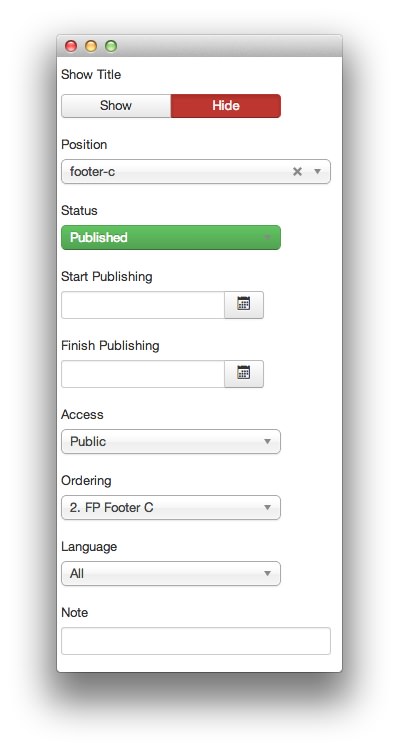 Show Title
Show Hide
Position
footer-c
Status
Published
Start Publishing
Finish Publishing
Access
Public
Ordering
2. FP Footer C
Language
All
Note